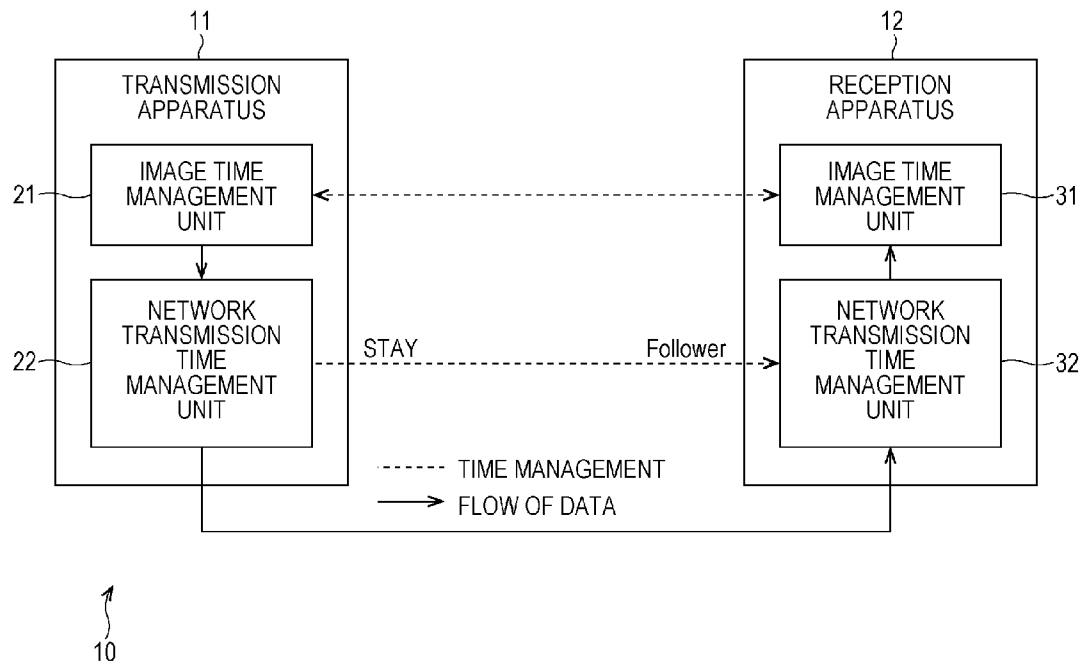 11
12
TRANSMISSION
APPARATUS
RECEPTION
APPARATUS
21
IMAGE TIME
MANAGEMENT
UNIT
IMAGE TIME
MANAGEMENT
UNIT
31
22
NETWORK
TRANSMISSION
TIME
MANAGEMENT
UNIT
STAY
Follower
NETWORK
TRANSMISSION
TIME
MANAGEMENT
UNIT
32
TIME MANAGEMENT
FLOW OF DATA
10